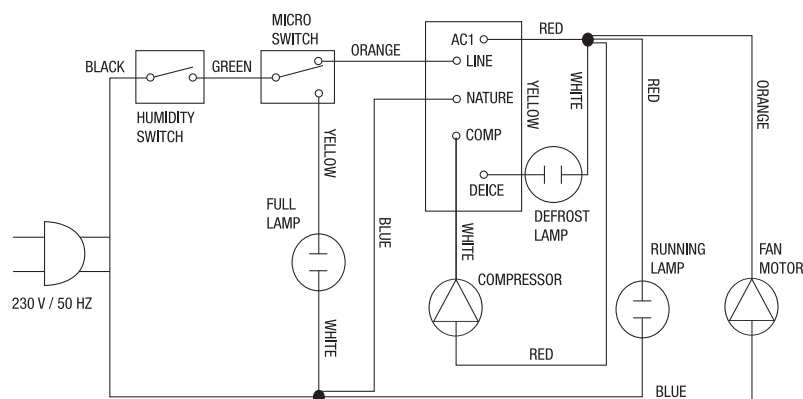 MICRO
SWITCH
ORANGE
AC1
RED
LINE
BLACK
GREEN
HUMIDITY
SWITCH
NATURE
YELLOW
WHITE
RED
ORANGE
YELLOW
COMP
DEICE
DEFROST
LAMP
FULL
LAMP
BLUE
WHITE
COMPRESSOR
RUNNING
LAMP
FAN
MOTOR
230 V / 50 HZ
WHITE
RED
BLUE